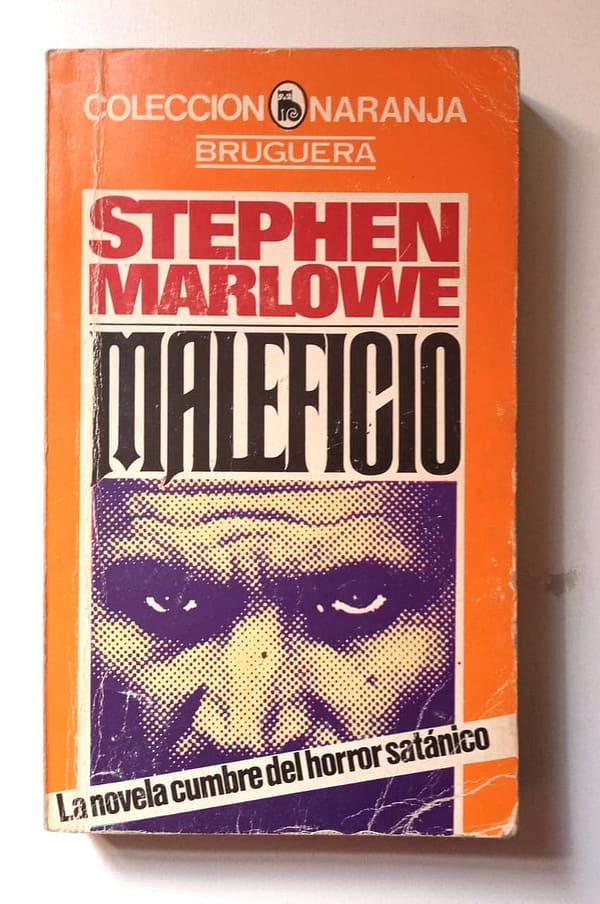 COLECCION NARANJA
BRUGUERA
STEPHEN
MARLOWE
MALEFICIO
La novela cumbre del horror satánico